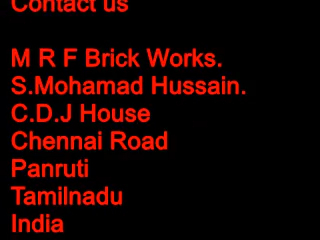 Contact us
M R F Brick Works.
S.Mohamad Hussain.
C.D.J House
Chennai Road
Panruti
Tamilnadu
India